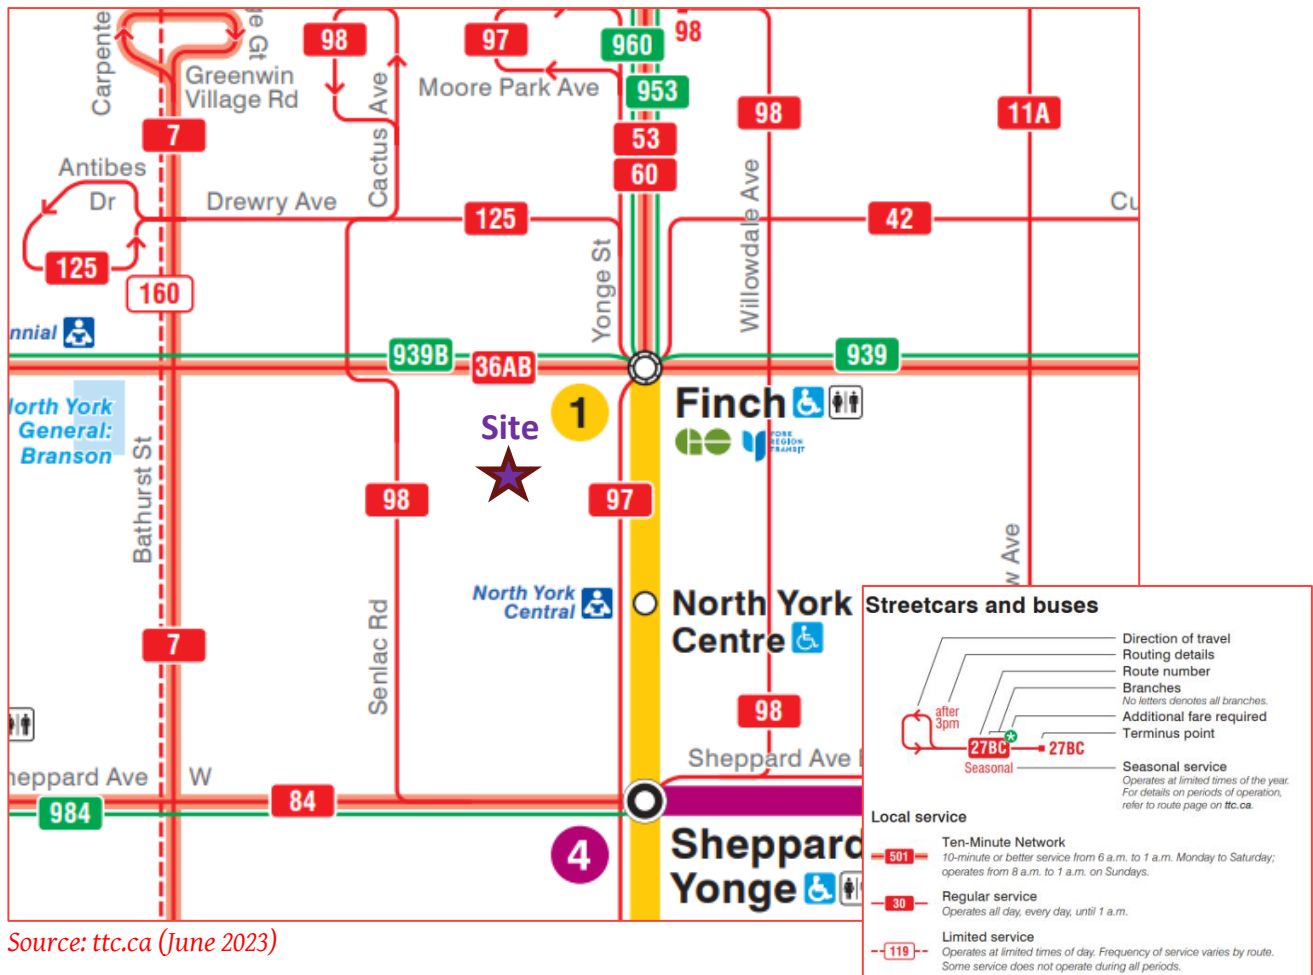 Carpente
ge Gt
98
97
960
98
953
Greenwin
Village Rd
Cactus Ave
Moore Park Ave
98
11A
7
53
60
Antibes
Dr
Drewry Ave
125
Willowdale Ave
42
Cu
125
160
Yonge St
nnial
939B
36AB
939
1
Finch
GO
YORK
REGION
TRANSIT
orth York
General:
Branson
Site
Bathurst St
98
97
w Ave
North York
Central
North York
Centre
7
Senlac Rd
98
Sheppard Ave
heppard Ave W
984
84
4
Sheppard
Yonge
Streetcars and buses
Direction of travel
Routing details
Route number
Branches
No letters denotes all branches.
Additional fare required
Terminus point
after
3pm
27BC
27BC
Seasonal
Seasonal service
Operates at limited times of the year.
For details on periods of operation,
refer to route page on ttc.ca.
Local service
501
Ten-Minute Network
10-minute or better service from 6 a.m. to 1 a.m. Monday to Saturday;
operates from 8 a.m. to 1 a.m. on Sundays.
30
Regular service
Operates all day, every day, until 1 a.m.
119
Limited service
Operates at limited times of day. Frequency of service varies by route.
Some service does not operate during all periods.
Source: ttc.ca (June 2023)